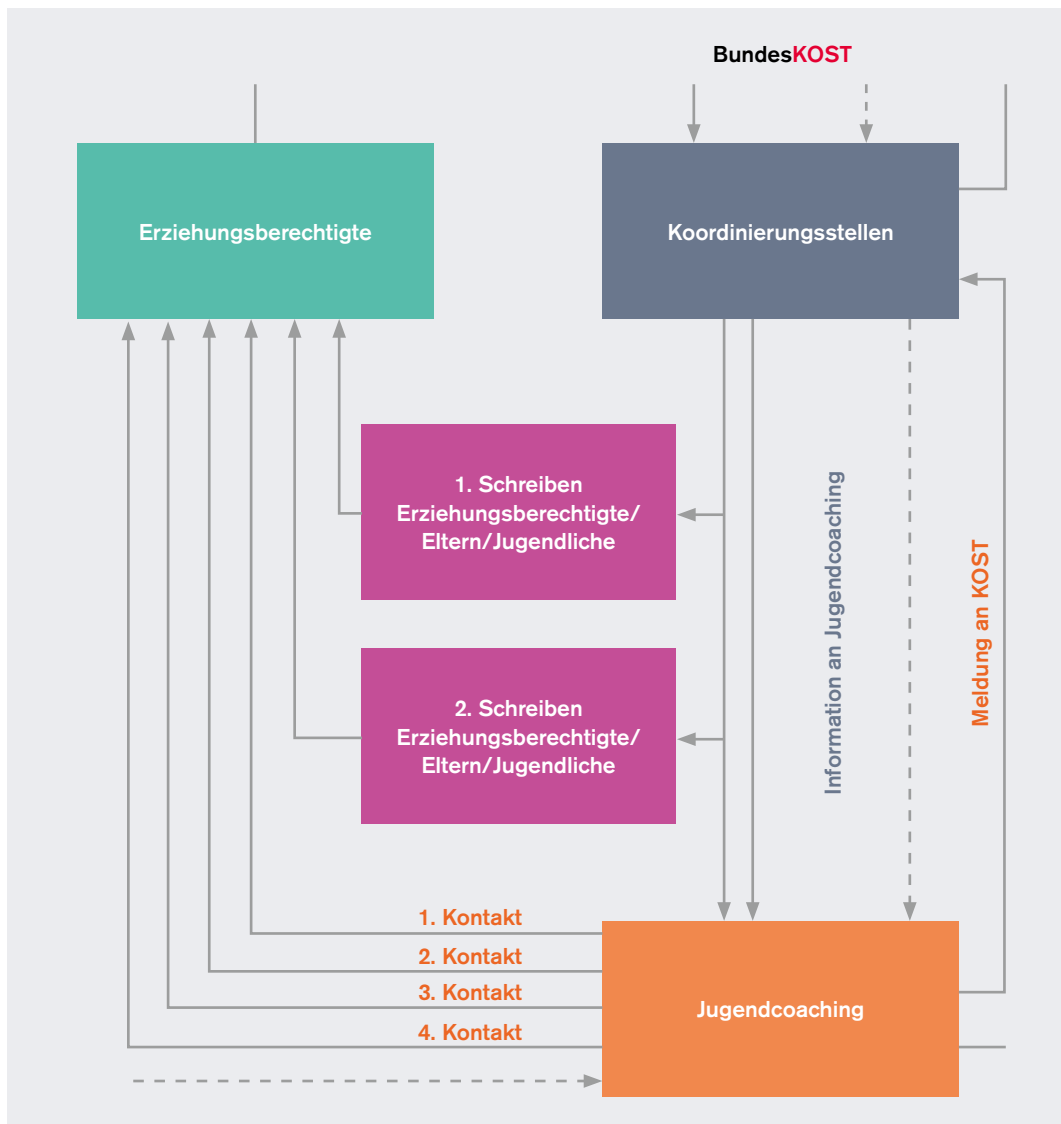 BundesKOST
Erziehungsberechtigte
Koordinierungsstellen
1. Schreiben
Erziehungsberechtigte/
Eltern/Jugendliche
2. Schreiben
Erziehungsberechtigte/
Eltern/Jugendliche
Information an Jugendcoaching
Meldung an KOST
1. Kontakt
2. Kontakt
3. Kontakt
4. Kontakt
Jugendcoaching